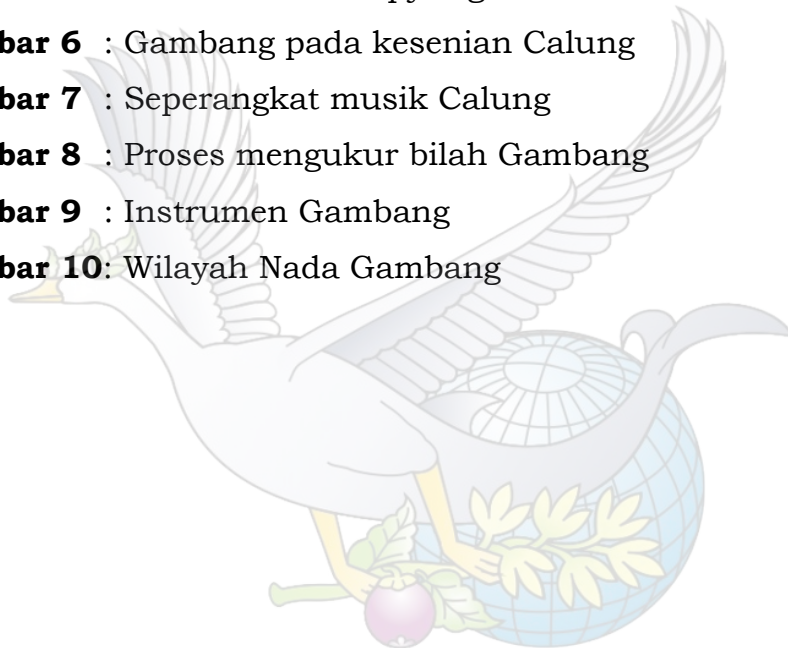 bar 6 : Gambang pada kesenian Calung
bar 7 : Seperangkat musik Calung
bar 8 : Proses mengukur bilah Gambang
bar 9 : Instrumen Gambang
bar 10: Wilayah Nada Gambang